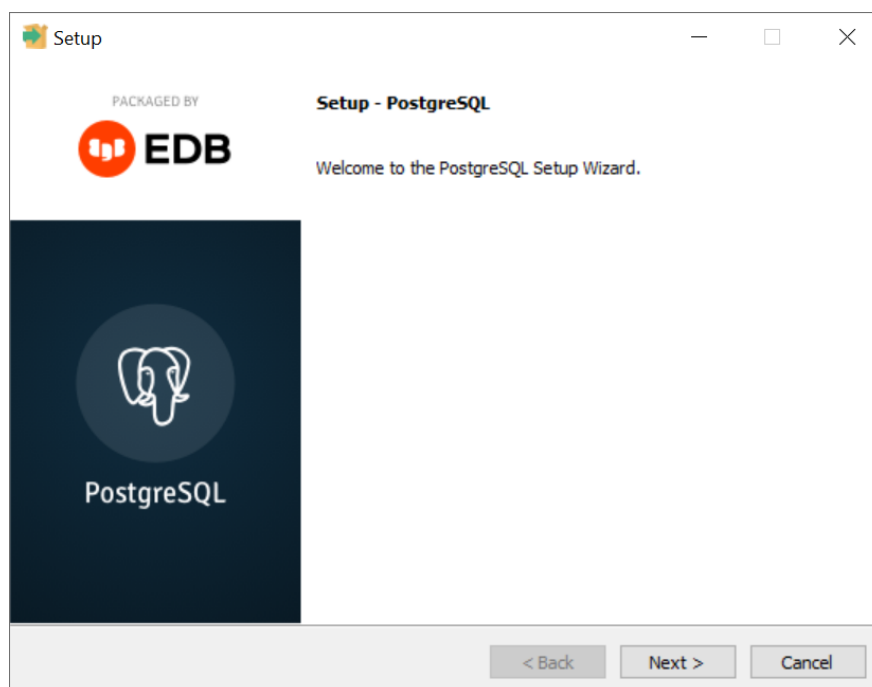 Setup
PACKAGED BY
EDB
Setup - PostgreSQL
Welcome to the PostgreSQL Setup Wizard.
PostgreSQL
< Back
Next >
Cancel